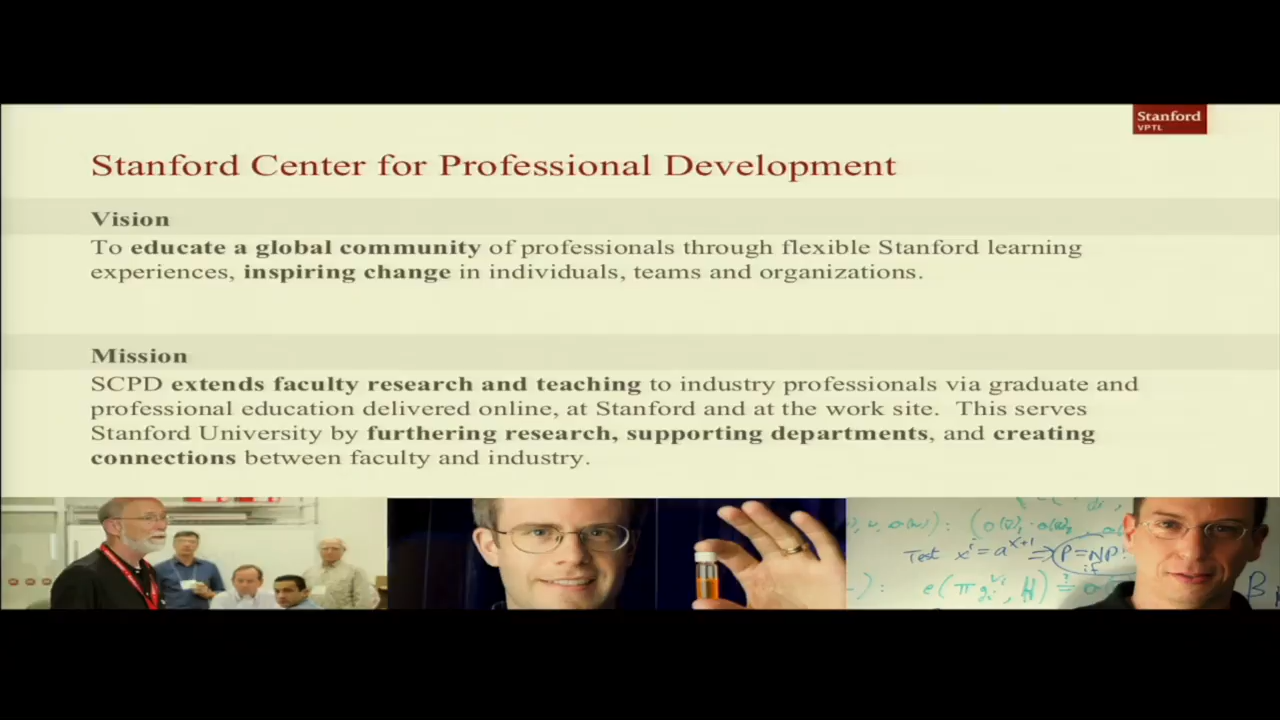 Stanford
VPTL
Stanford Center for Professional Development
Vision
To educate a global community of professionals through flexible Stanford learning
experiences, inspiring change in individuals, teams and organizations.
Mission
SCPD extends faculty research and teaching to industry professionals via graduate and
professional education delivered online, at Stanford and at the work site. This serves
Stanford University by furthering research, supporting departments, and creating
connections between faculty and industry.
Test x^i = a^{x+1} ⇒ P=NP!
if